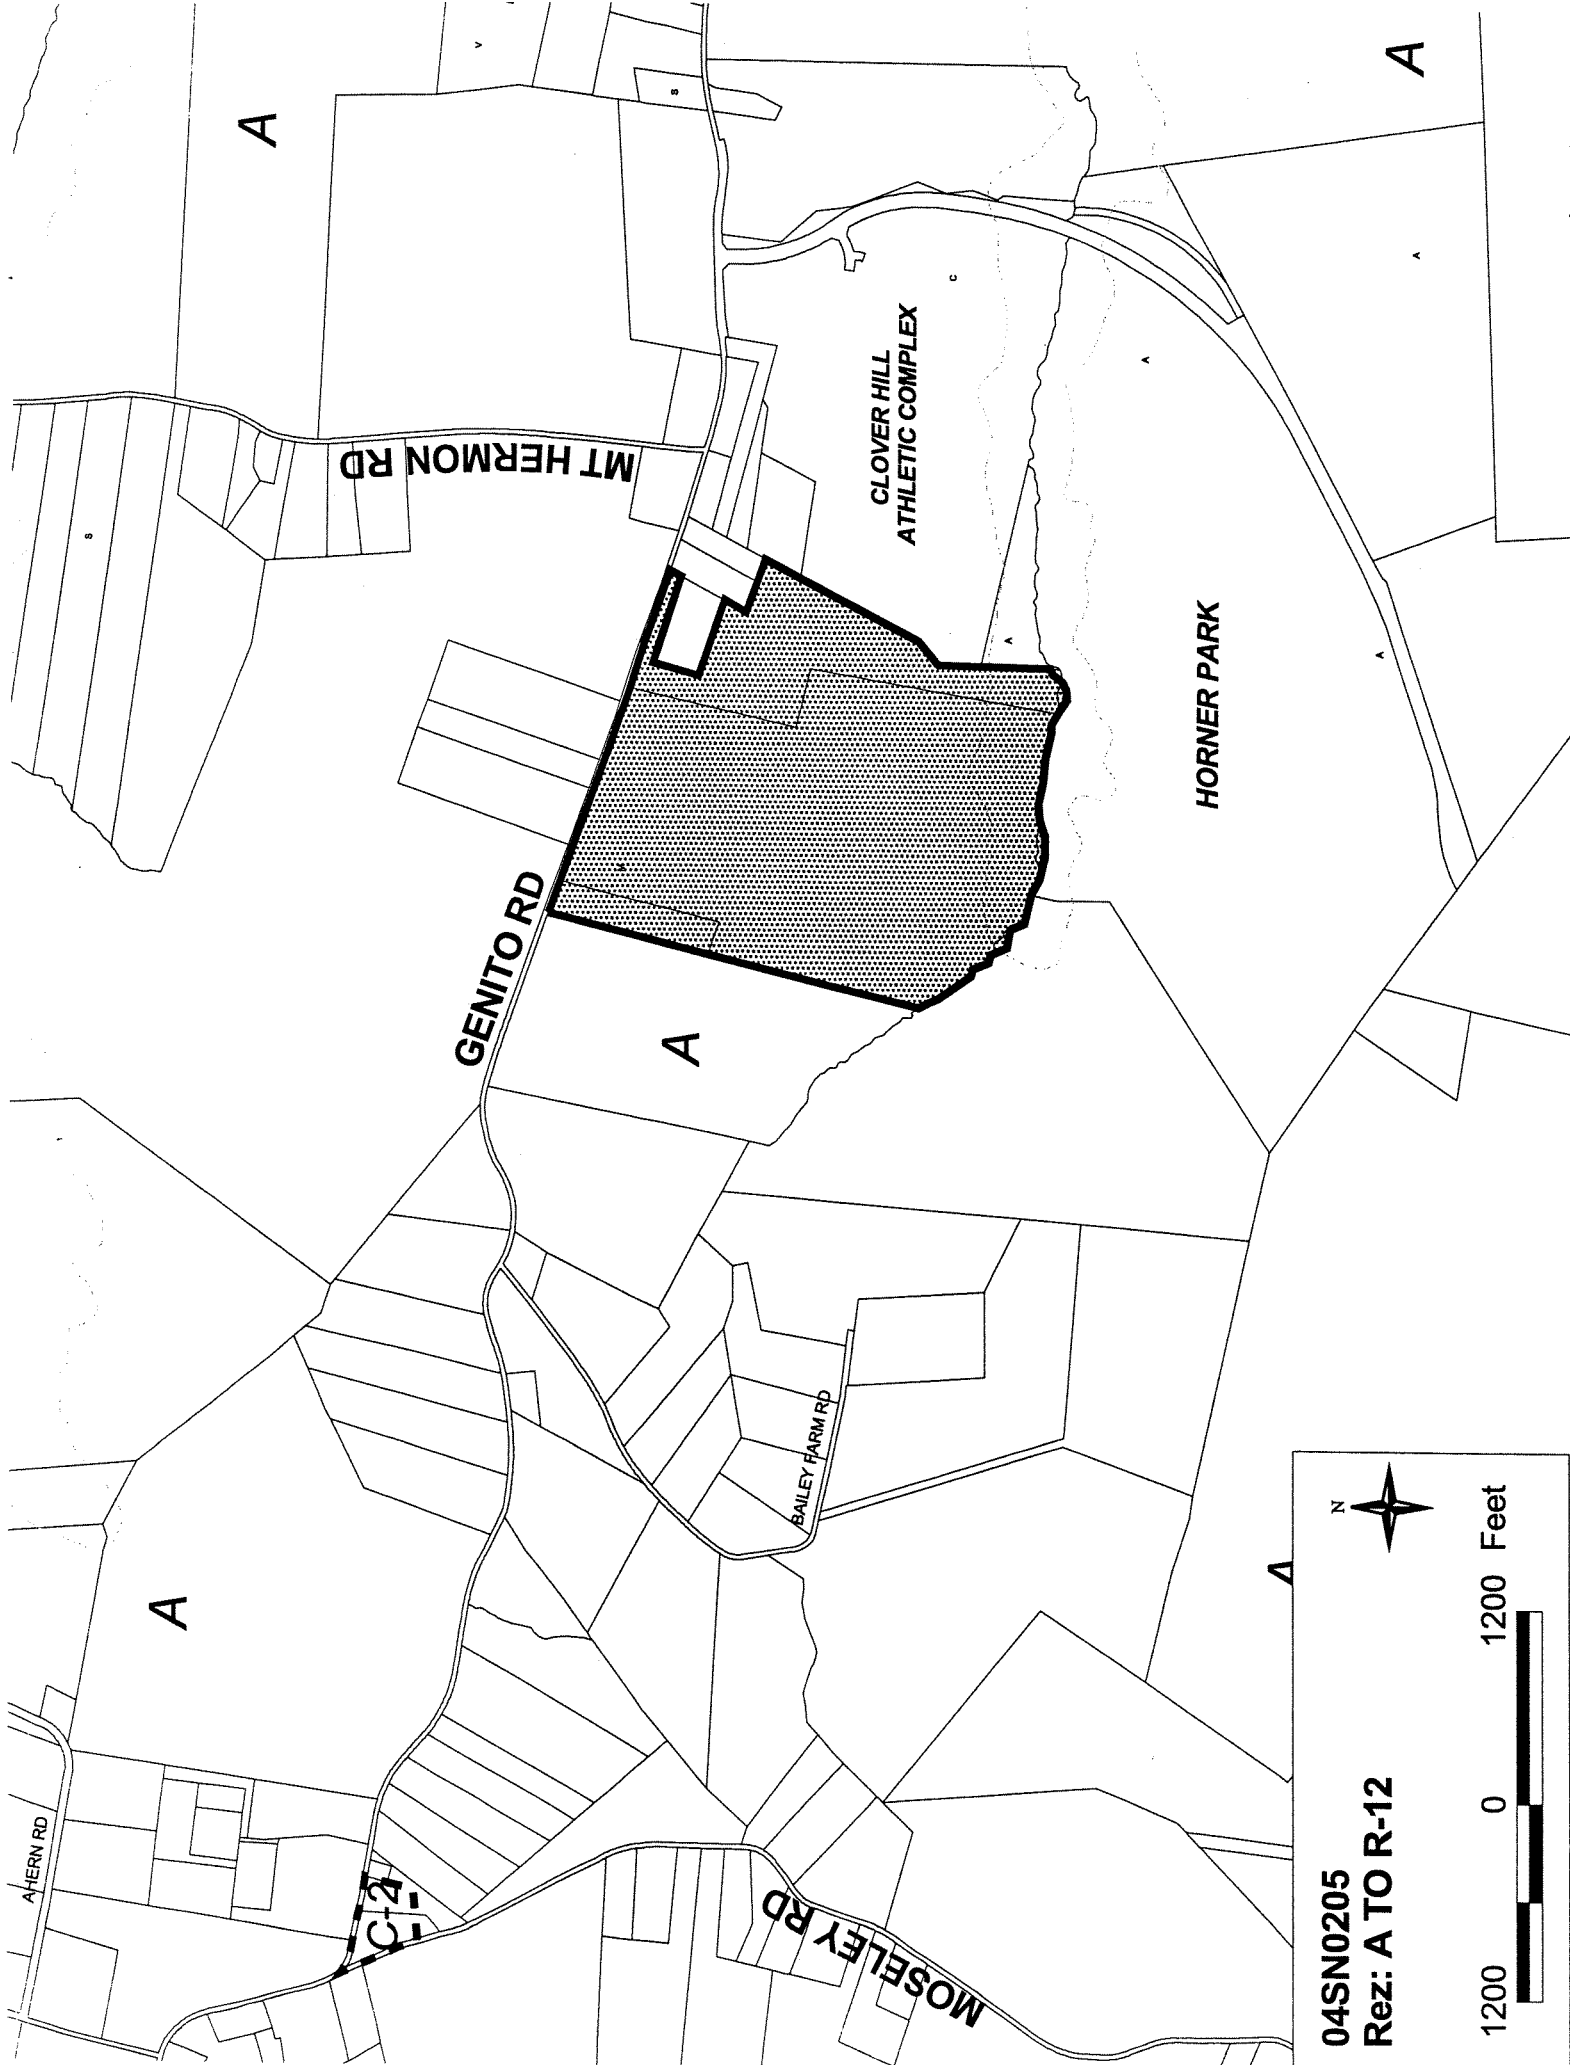 A
A
V
S
S
MT HERMON RD
C
A
A
CLOVER HILL
ATHLETIC COMPLEX
A
A
HORNER PARK
GENITO RD
A
BAILEY FARM RD
A
A
AHERN RD
C-2
MOSELEY RD
04SN0205
Rez: A TO R-12
N
1200 0 1200 Feet